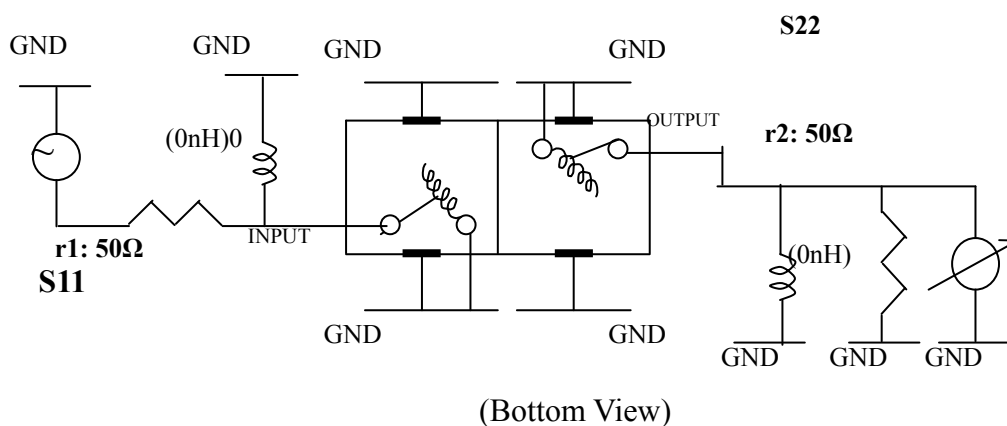 S22
GND
GND
GND
GND
(0nH)0
OUTPUT
r2: 50Ω
INPUT
r1: 50Ω
S11
(0nH)
GND
GND
GND
GND
GND
(Bottom View)